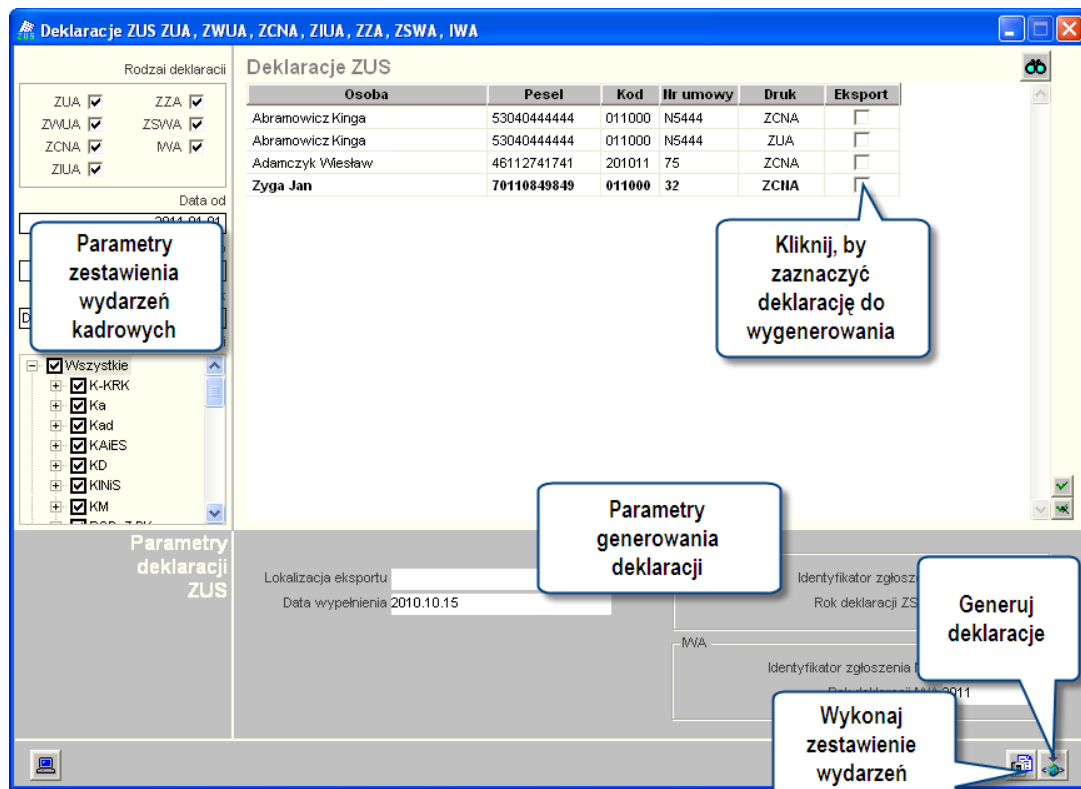 Deklaracje ZUS ZUA, ZWUA, ZCNA, ZIUA, ZZA, ZSWA, IWA
Rodzai deklaracii
ZUA
ZZA
ZWUA
ZSWA
ZCNA
IWA
ZIUA
Data od
Parametry
zestawienia
wydarzeń
kadrowych
Wszystkie
K-KRK
Ka
Kad
KAiES
KD
KINiS
KM
Deklaracje ZUS
Osoba Pesel Kod Nr umowy Druk Eksport
Abramowicz Kinga 53040444444 011000 N5444 ZCNA
Abramowicz Kinga 53040444444 011000 N5444 ZUA
Adamczyk Wiesław 46112741741 201011 75 ZCNA
Zyga Jan 70110849849 011000 32 ZCNA
Kliknij, by
zaznaczyć
deklarację do
wygenerowania
Parametry
deklaracji
ZUS
Lokalizacja eksportu
Data wypełnienia 2010.10.15
Parametry
generowania
deklaracji
Identyfikator
Rok deklaracji
IWA
Identyfikator zgłoszenia
2011
Generuj
deklaracje
Wykonaj
zestawienie
wydarzeń